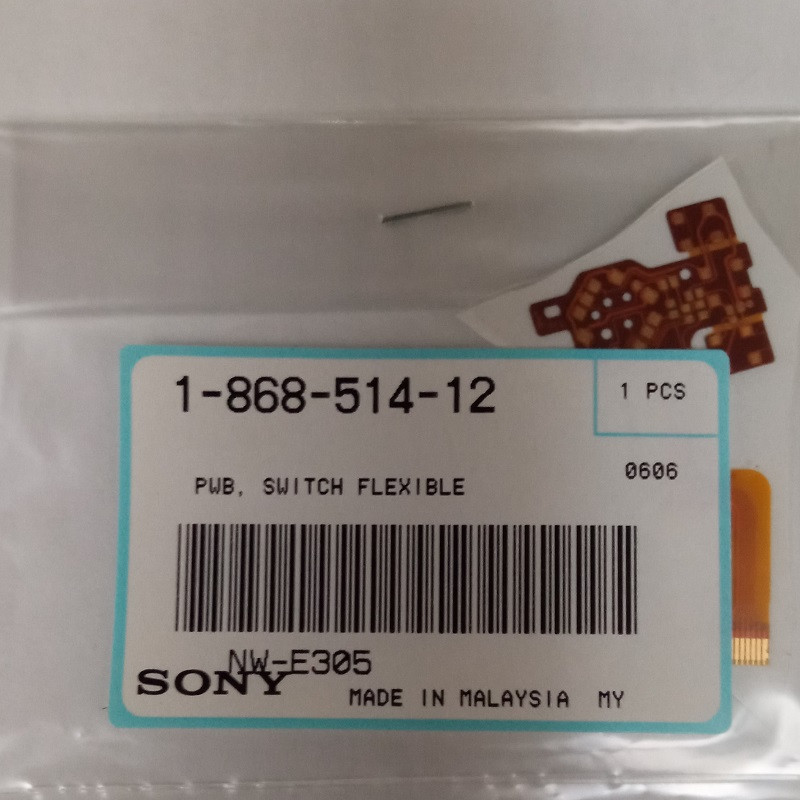 1-868-514-12
1 PCS
0606
PWB, SWITCH FLEXIBLE
NW-E305
SONY
MADE IN MALAYSIA MY